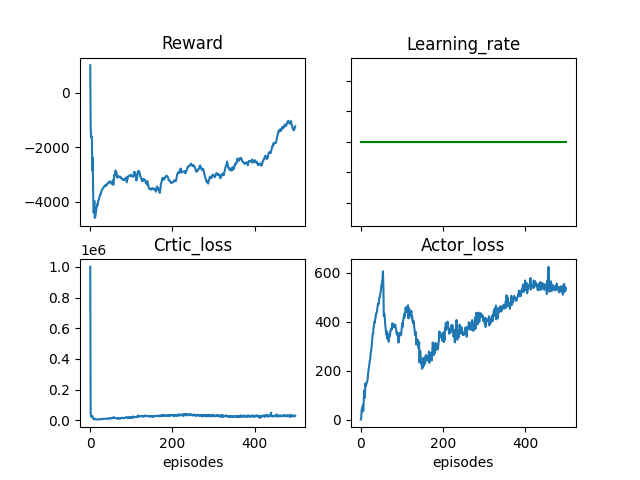 Reward
Learning_rate
0
−2000
−4000
Crtic_loss
Actor_loss
1e6
1.0
0.8
0.6
0.4
0.2
0.0
600
400
200
0
0 200 400
0 200 400
episodes
episodes